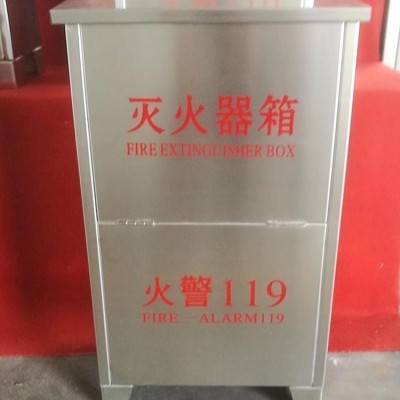 灭火器箱
FIRE EXTINGUISHER BOX
火警119
FIRE—ALARM119